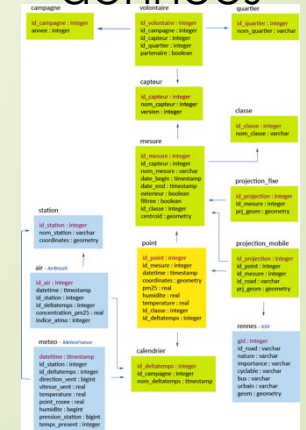 données
campagne
id_campagne : integer
annee : integer
volontaire
id_volontaire : integer
id_campagne : integer
id_capteur : integer
id_quartier : integer
partenaire : boolean
quartier
id_quartier : integer
nom_quartier : varchar
capteur
id_capteur : integer
nom_capteur : varchar
version : integer
classe
id_classe : integer
nom_classe : varchar
mesure
id_mesure : integer
id_capteur : integer
nom_mesure : varchar
date_begin : timestamp
date_end : timestamp
exterieur : boolean
filtree : boolean
id_classe : integer
centroid : geometry
projection_fixe
id_projection : integer
id_mesure : integer
prj_geom : geometry
station
id_station : integer
nom_station : varchar
coordinates : geometry
point
id_point : integer
id_mesure : integer
datetime : timestamp
coordinates : geometry
pm25 : real
humidite : real
temperature : real
id_classe : integer
id_deltatemps : integer
projection_mobile
id_projection : integer
id_point : integer
id_mesure : integer
id_road : varchar
prj_geom : geometry
air - AirBreizh
id_air : integer
datetime : timestamp
id_station : integer
id_deltatemps : integer
concentration_pm25 : real
indice_atmo : integer
rennes - IGN
gid : integer
id_road : varchar
nature : varchar
importance : varchar
cyclable : varchar
bus : varchar
urbain : varchar
geom : geometry
meteo - MeteoFrance
datetime : timestamp
id_station : integer
id_deltatemps : integer
direction_vent : bigint
vitesse_vent : real
temperature : real
point_rosee : real
humidite : bigint
pression_station : bigint
temps_present : integer
calendrier
id_deltatemps : integer
id_campagne : integer
nom_deltatemps : timestamp